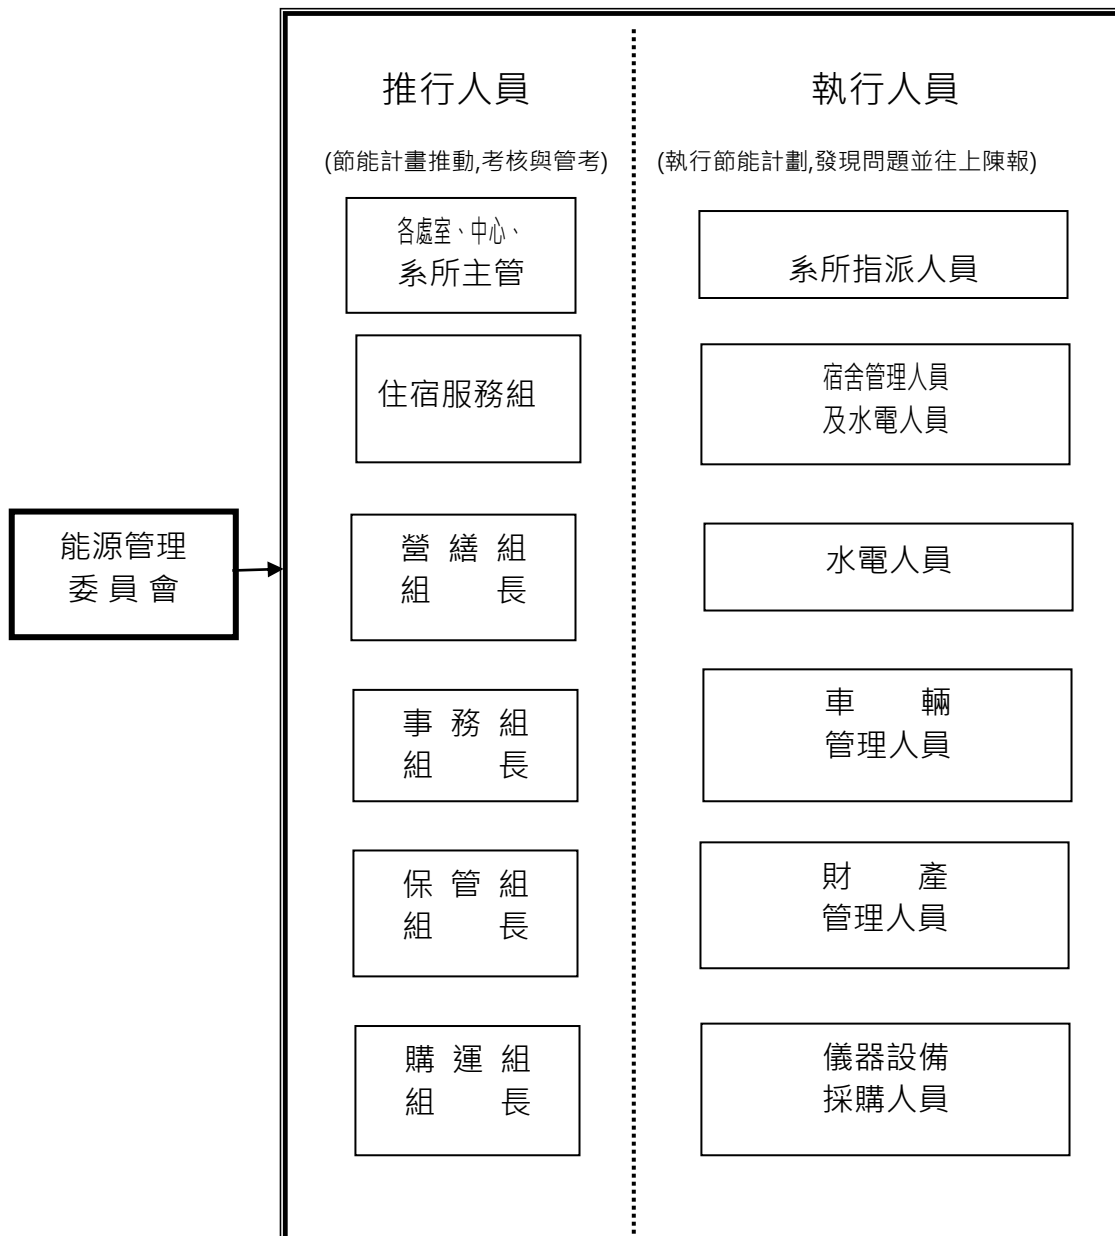 推行人員
(節能計畫推動,考核與管考)
各處室、中心、
系所主管
住宿服務組
營繕組
組長
事務組
組長
保管組
組長
購運組
組長
執行人員
(執行節能計劃,發現問題並往上陳報)
系所指派人員
宿舍管理人員
及水電人員
水電人員
車輛
管理人員
財產
管理人員
儀器設備
採購人員
能源管理
委員會